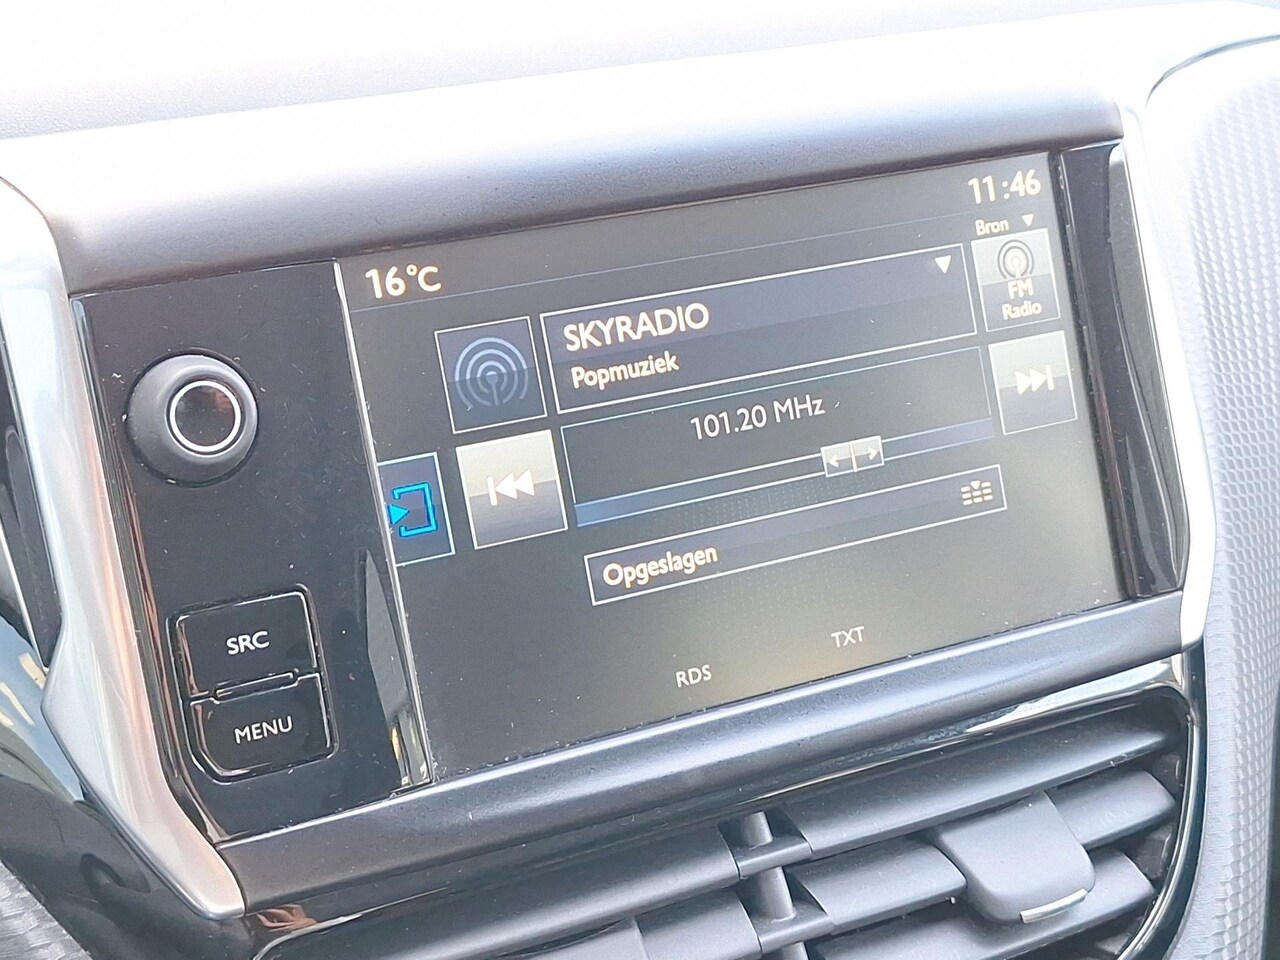 11:46
16°C
Bron
SKYRADIO
Popmuziek
FM
Radio
101.20 MHz
Opgeslagen
SRC
TXT
RDS
MENU